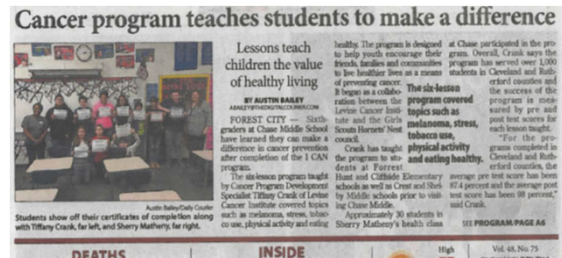 Cancer program teaches students to make a difference
Austin Bailey/Daily Courier
Students show off their certificates of completion along
with Tiffany Crank, far left, and Sherry Matheny, far right.
Lessons teach
children the value
of healthy living
BY AUSTIN BAILEY
ABAILEY@THEDIGITALCOURIER.COM
FOREST CITY — Sixth-
graders at Chase Middle School
have learned they can make a
difference in cancer prevention
after completion of the I CAN
program.
The six-lesson program taught
by Cancer Program Development
Specialist Tiffany Crank of Levine
Cancer Institute covered topics
such as melanoma, stress, tobac-
co use, physical activity and eating
healthy. The program is designed
to help youth encourage their
friends, families and communities
to live healthier lives as a means
of preventing cancer.
It began as a collabo-
ration between the
Levine Cancer Insti-
tute and the Girls
Scouts Hornets' Nest
council.
Crank has taught
the program to stu-
dents at Forrest
Hunt and Cliffside Elementary
schools as well as Crest and Shel-
by Middle schools prior to visit-
ing Chase Middle.
Approximately 30 students in
Sherry Matheny's health class
The six-lesson
program covered
topics such as
melanoma, stress,
tobacco use,
physical activity
and eating healthy.
at Chase participated in the pro-
gram. Overall, Crank says the
program has served over 1,000
students in Cleveland and Ruth-
erford counties and
the success of the
program is meas-
ured by pre and
post test scores for
each lesson taught.
"For the pro-
grams completed in
Cleveland and Ruth-
erford counties, the
average pre test score has been
87.4 percent and the average post
test score has been 98 percent,"
said Crank.
SEE PROGRAM/PAGE A6
DEATHS
INSIDE
High
Vol. 48, No. 75